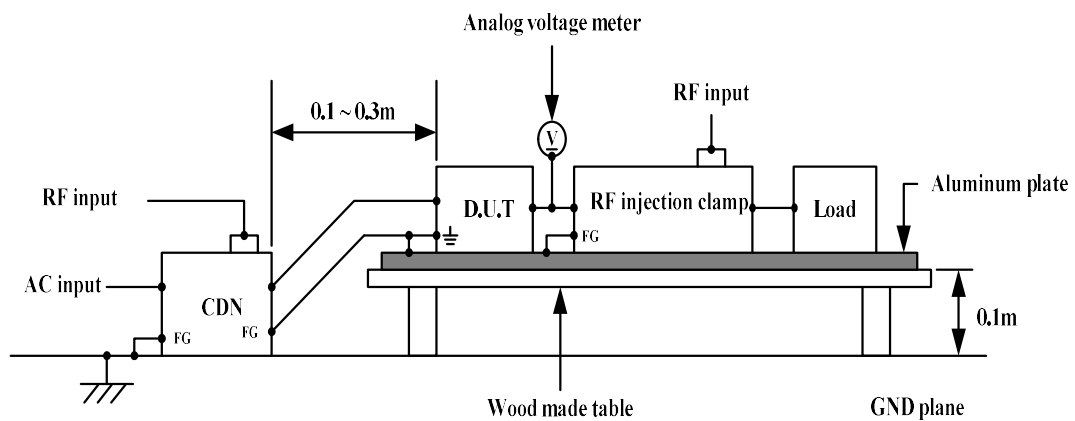 Analog voltage meter
RF input
0.1 ~ 0.3m
V
Aluminum plate
RF input
D.U.T
RF injection clamp
Load
FG
AC input
CDN
FG
FG
0.1m
Wood made table
GND plane